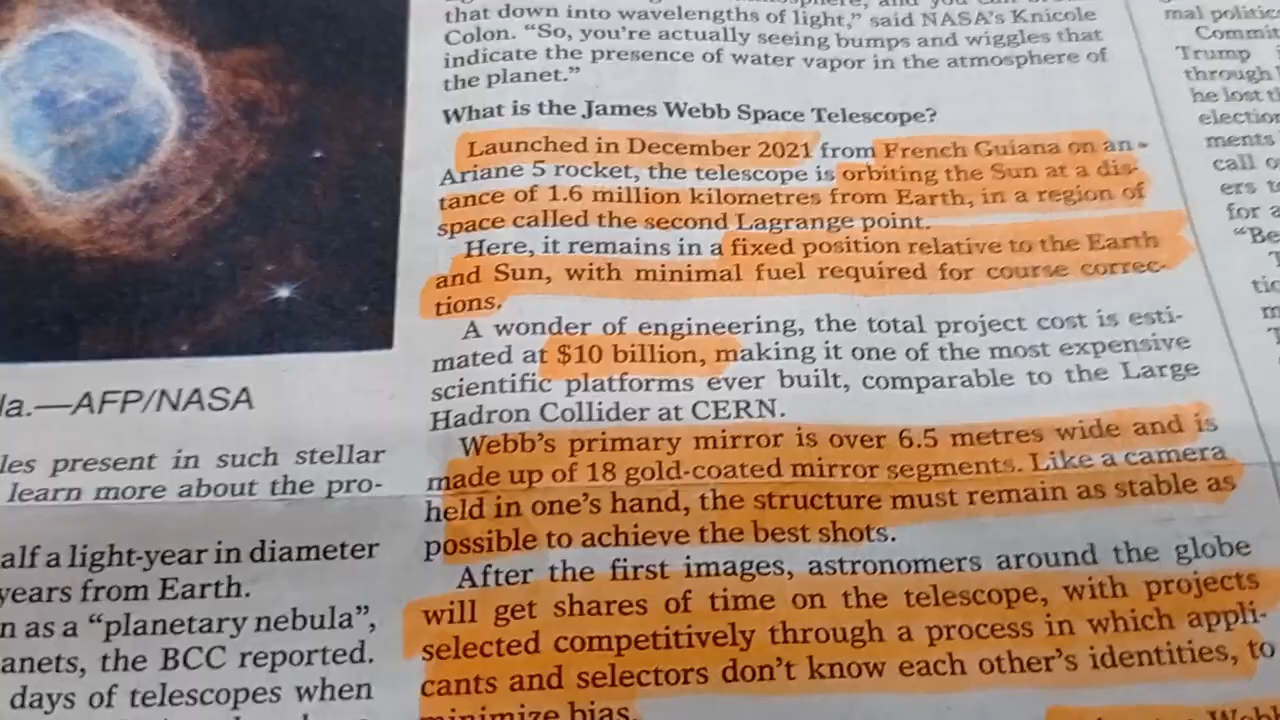 la.—AFP/NASA
les present in such stellar
learn more about the pro-
alf a light-year in diameter
years from Earth.
n as a “planetary nebula”,
anets, the BCC reported.
days of telescopes when
that down into wavelengths of light,” said NASA’s Knicole
Colon. “So, you’re actually seeing bumps and wiggles that
indicate the presence of water vapor in the atmosphere of
the planet.”
What is the James Webb Space Telescope?
Launched in December 2021 from French Guiana on an
Ariane 5 rocket, the telescope is orbiting the Sun at a dis-
tance of 1.6 million kilometres from Earth, in a region of
space called the second Lagrange point.
Here, it remains in a fixed position relative to the Earth
and Sun, with minimal fuel required for course correc-
tions.
A wonder of engineering, the total project cost is esti-
mated at $10 billion, making it one of the most expensive
scientific platforms ever built, comparable to the Large
Hadron Collider at CERN.
Webb’s primary mirror is over 6.5 metres wide and is
made up of 18 gold-coated mirror segments. Like a camera
held in one’s hand, the structure must remain as stable as
possible to achieve the best shots.
After the first images, astronomers around the globe
will get shares of time on the telescope, with projects
selected competitively through a process in which appli-
cants and selectors don’t know each other’s identities, to
minimize bias.
mal politic
Commit
Trump
through
he lost t
election
ments
call o
ers t
for a
“Be
T
tic
m